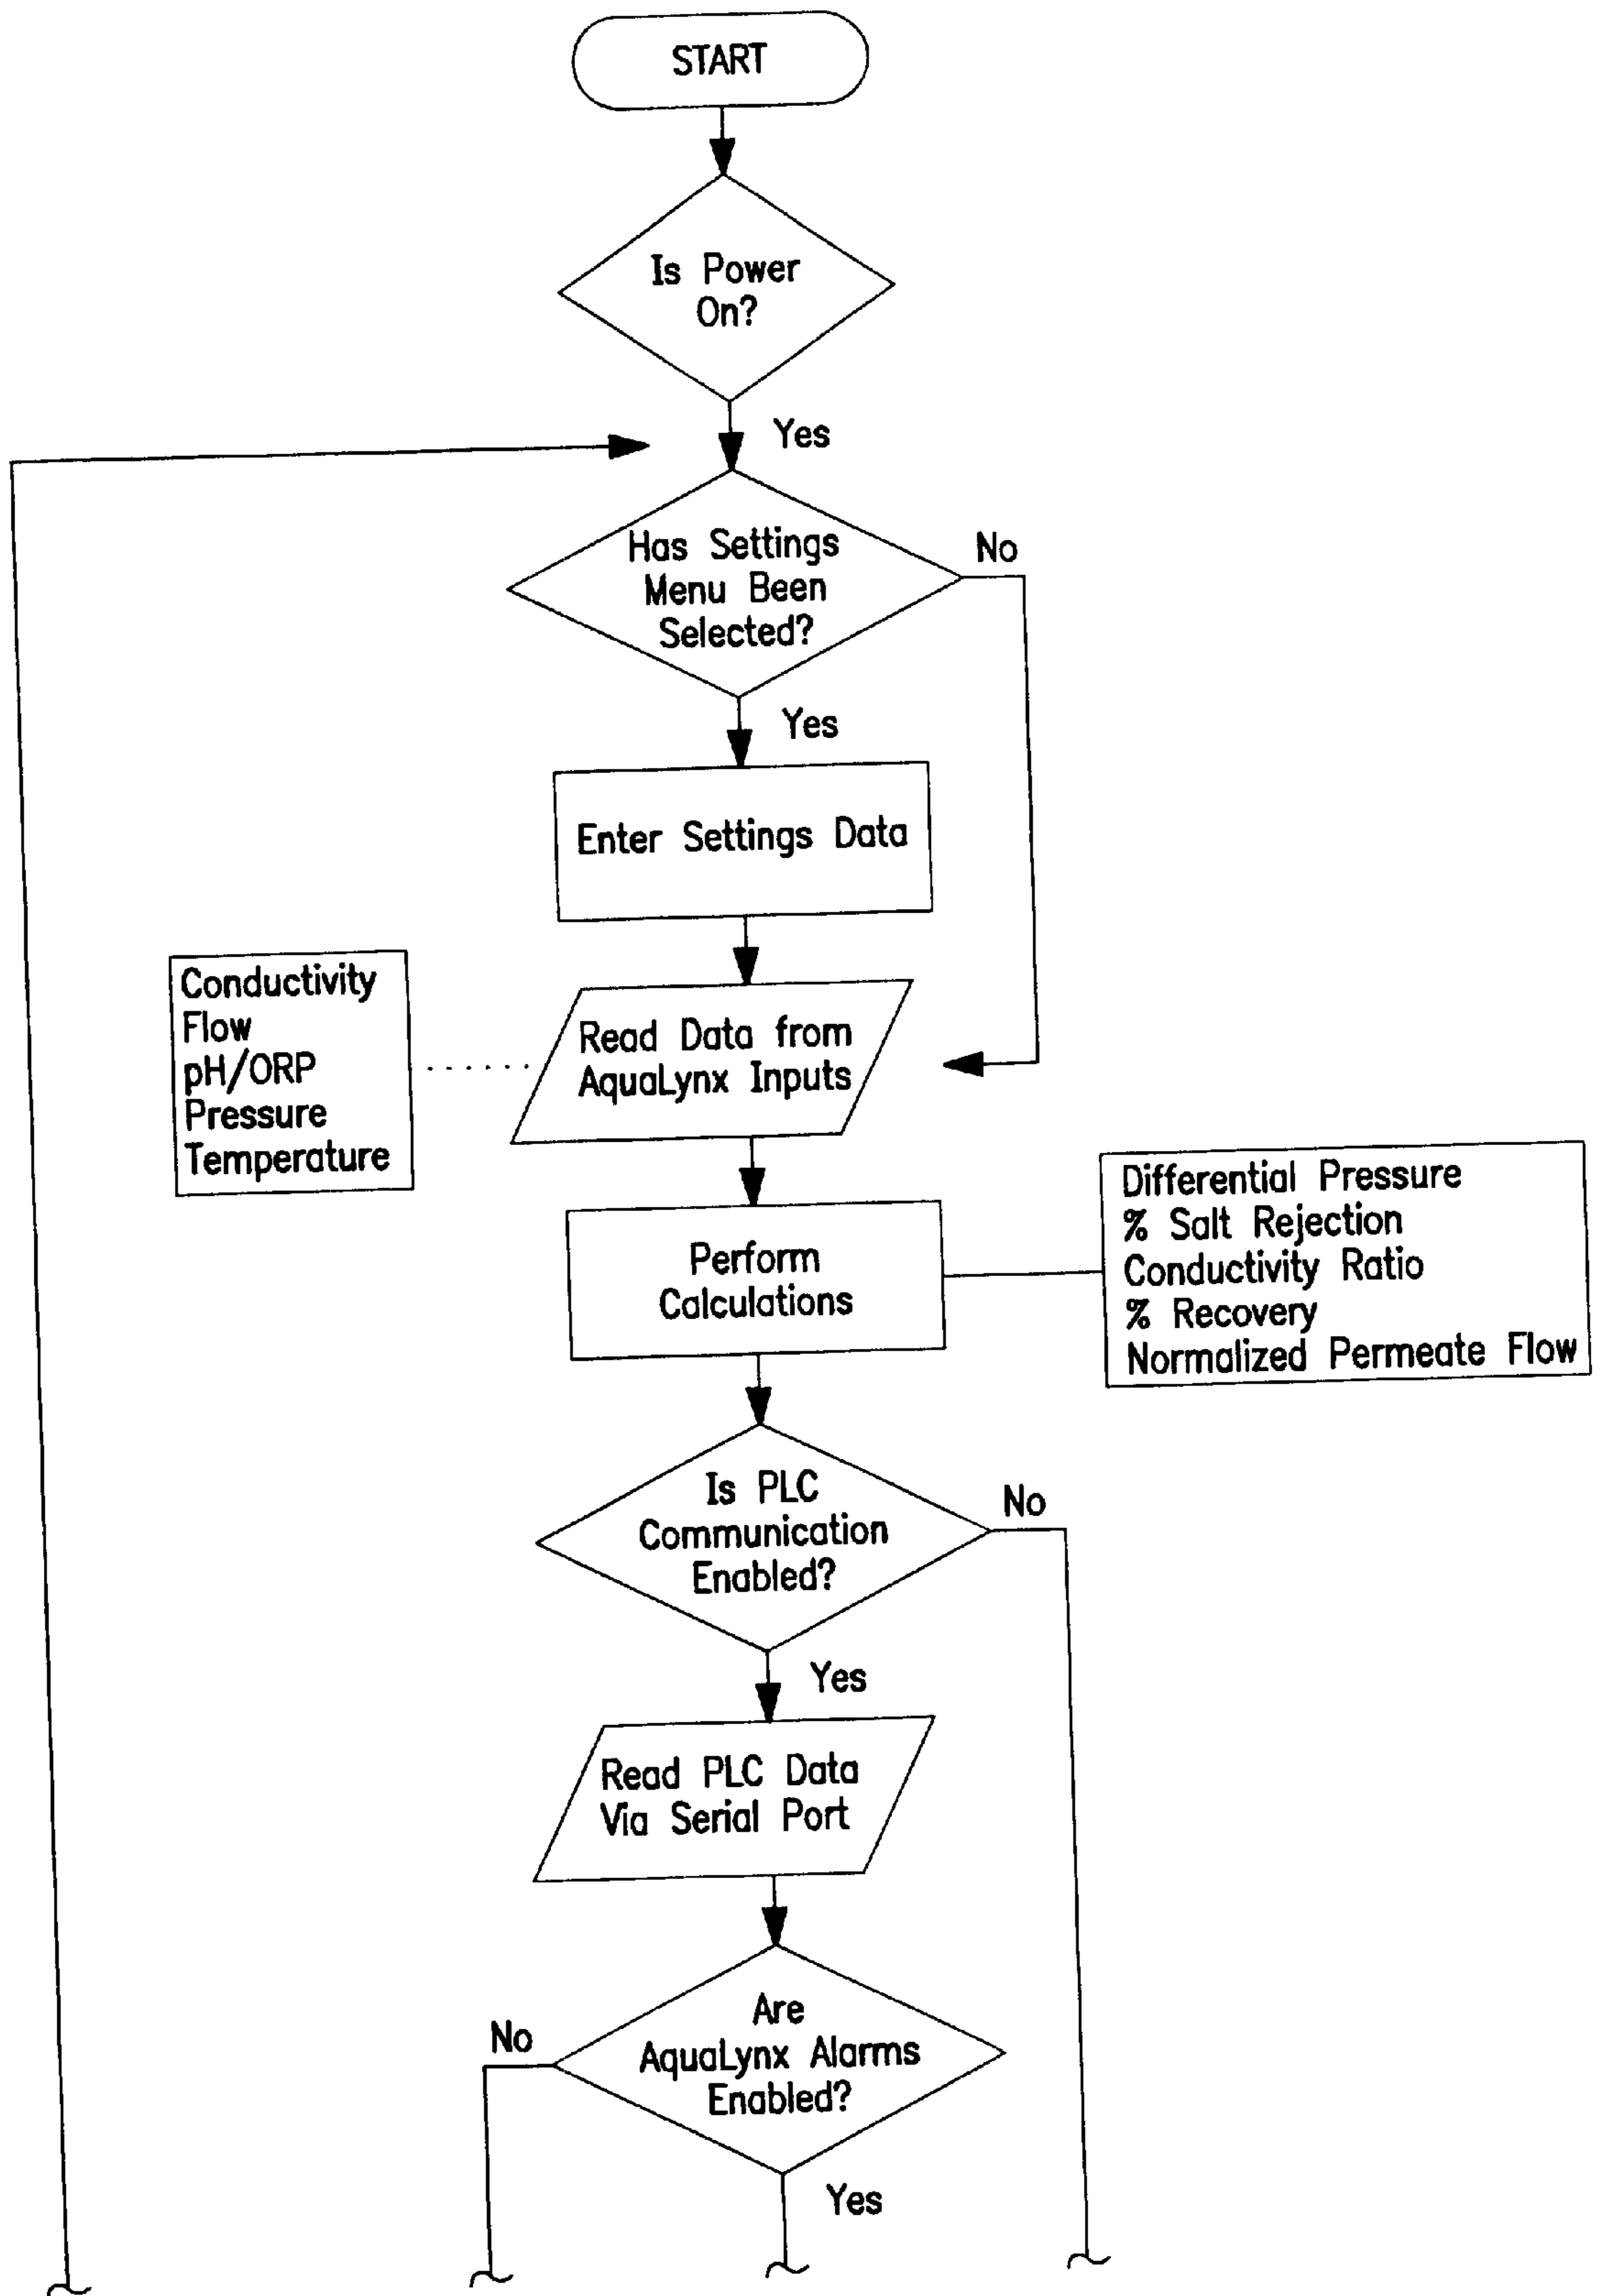 START
Is Power
On?
Yes
Has Settings
Menu Been
Selected?
No
Yes
Enter Settings Data
Conductivity
Flow
pH/ORP
Pressure
Temperature
Read Data from
AquaLynx Inputs
Perform
Calculations
Differential Pressure
% Salt Rejection
Conductivity Ratio
% Recovery
Normalized Permeate Flow
Is PLC
Communication
Enabled?
No
Yes
Read PLC Data
Via Serial Port
Are
AquaLynx Alarms
Enabled?
No
Yes